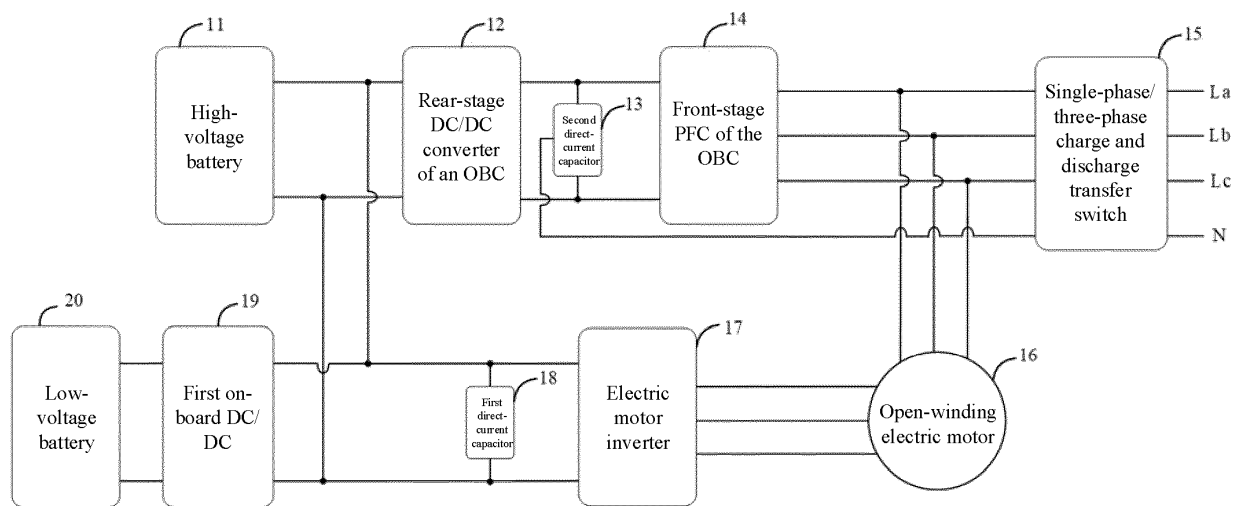 11
High-
voltage
battery
12
Rear-stage
DC/DC
converter
of an OBC
13
Second
direct-
current
capacitor
14
Front-stage
PFC of the
OBC
15
Single-phase/
three-phase
charge and
discharge
transfer
switch
La
Lb
Lc
N
20
Low-
voltage
battery
19
First on-
board DC/
DC
18
First
direct-
current
capacitor
17
Electric
motor
inverter
16
Open-winding
electric motor